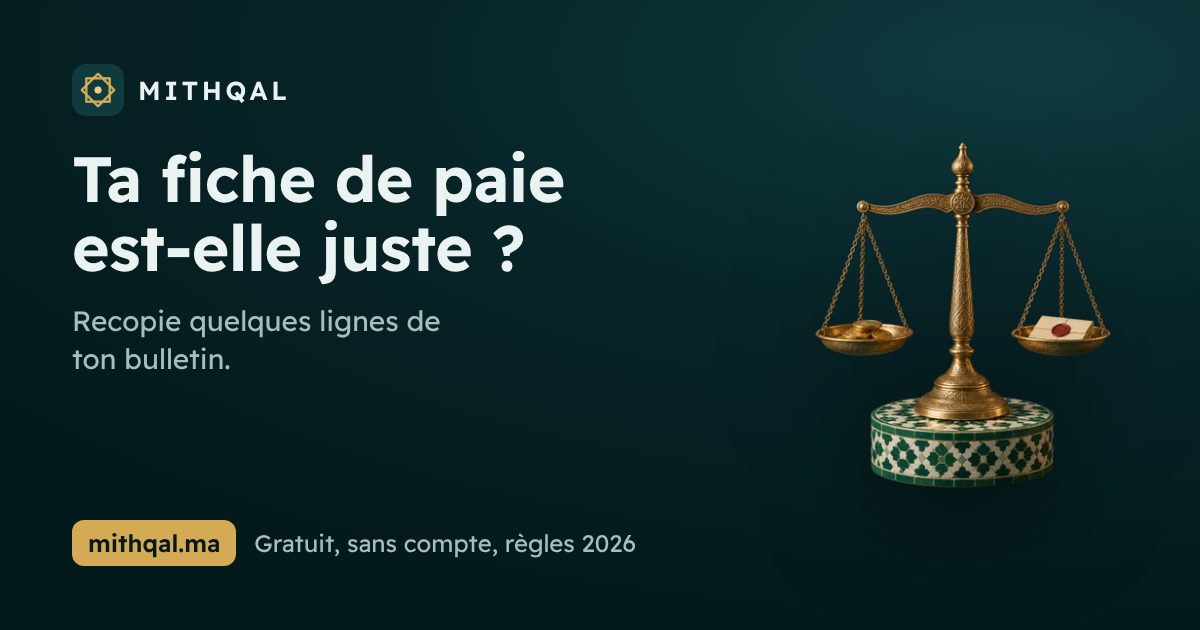 MITHQAL
Ta fiche de paie
est-elle juste ?
Recopie quelques lignes de
ton bulletin.
mithqal.ma
Gratuit, sans compte, règles 2026